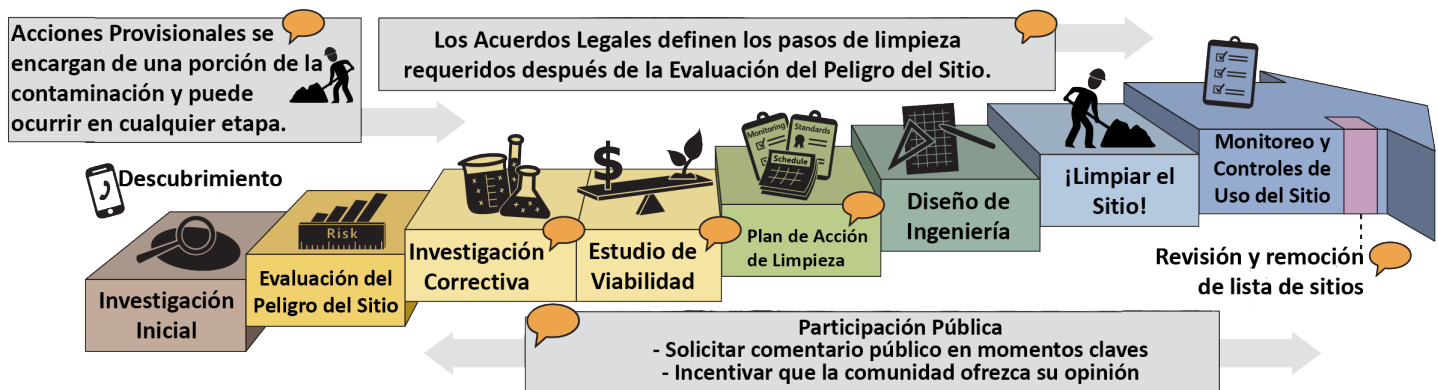 Acciones Provisionales se
encargan de una porción de la
contaminación y puede
ocurrir en cualquier etapa.
Los Acuerdos Legales definen los pasos de limpieza
requeridos después de la Evaluación del Peligro del Sitio.
Descubrimiento
Investigación
Inicial
Risk
Evaluación del
Peligro del Sitio
Investigación
Correctiva
$
Estudio de
Viabilidad
Monitoring
Standards
Schedule
Plan de Acción
de Limpieza
Diseño de
Ingeniería
¡Limpiar el
Sitio!
Monitoreo y
Controles de
Uso del Sitio
Revisión y remoción
de lista de sitios
Participación Pública
- Solicitar comentario público en momentos claves
- Incentivar que la comunidad ofrezca su opinión